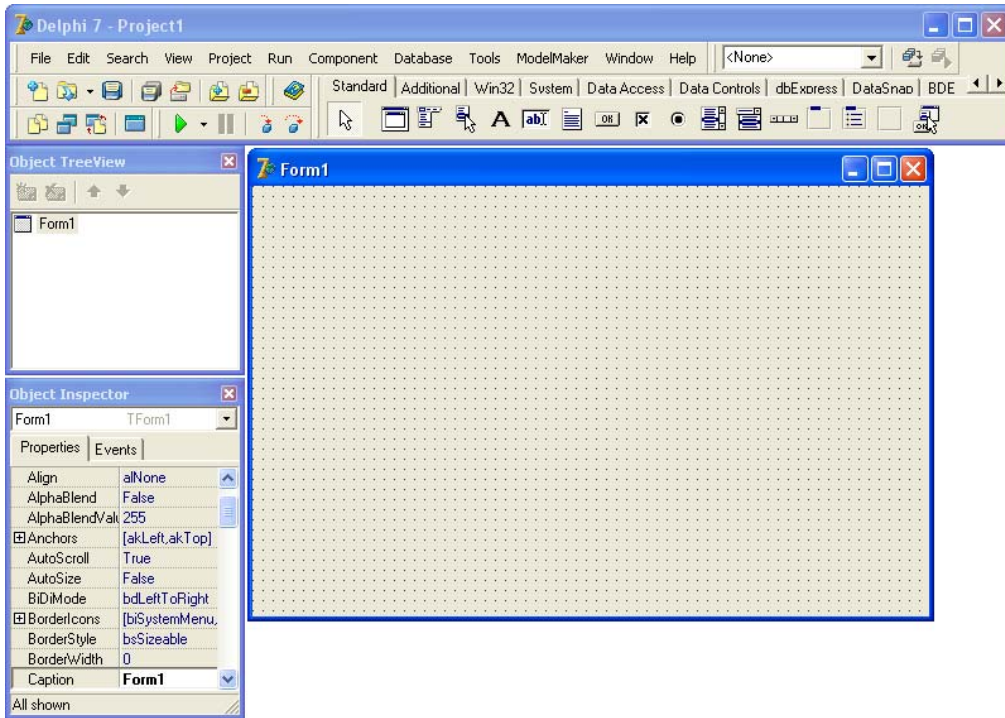 Delphi 7 - Project1
File Edit Search View Project Run Component Database Tools ModelMaker Window Help <None>
Standard Additional Win32 System Data Access Data Controls dbExpress DataSnap BDE
A ab OK
OK
Object TreeView
Form1
Form1
Object Inspector
Form1 TForm1
Properties Events
Align alNone
AlphaBlend False
AlphaBlendValu 255
Anchors [akLeft,akTop]
AutoScroll True
AutoSize False
BiDiMode bdLeftToRight
BorderIcons [biSystemMenu,
BorderStyle bsSizeable
BorderWidth 0
Caption Form1
All shown